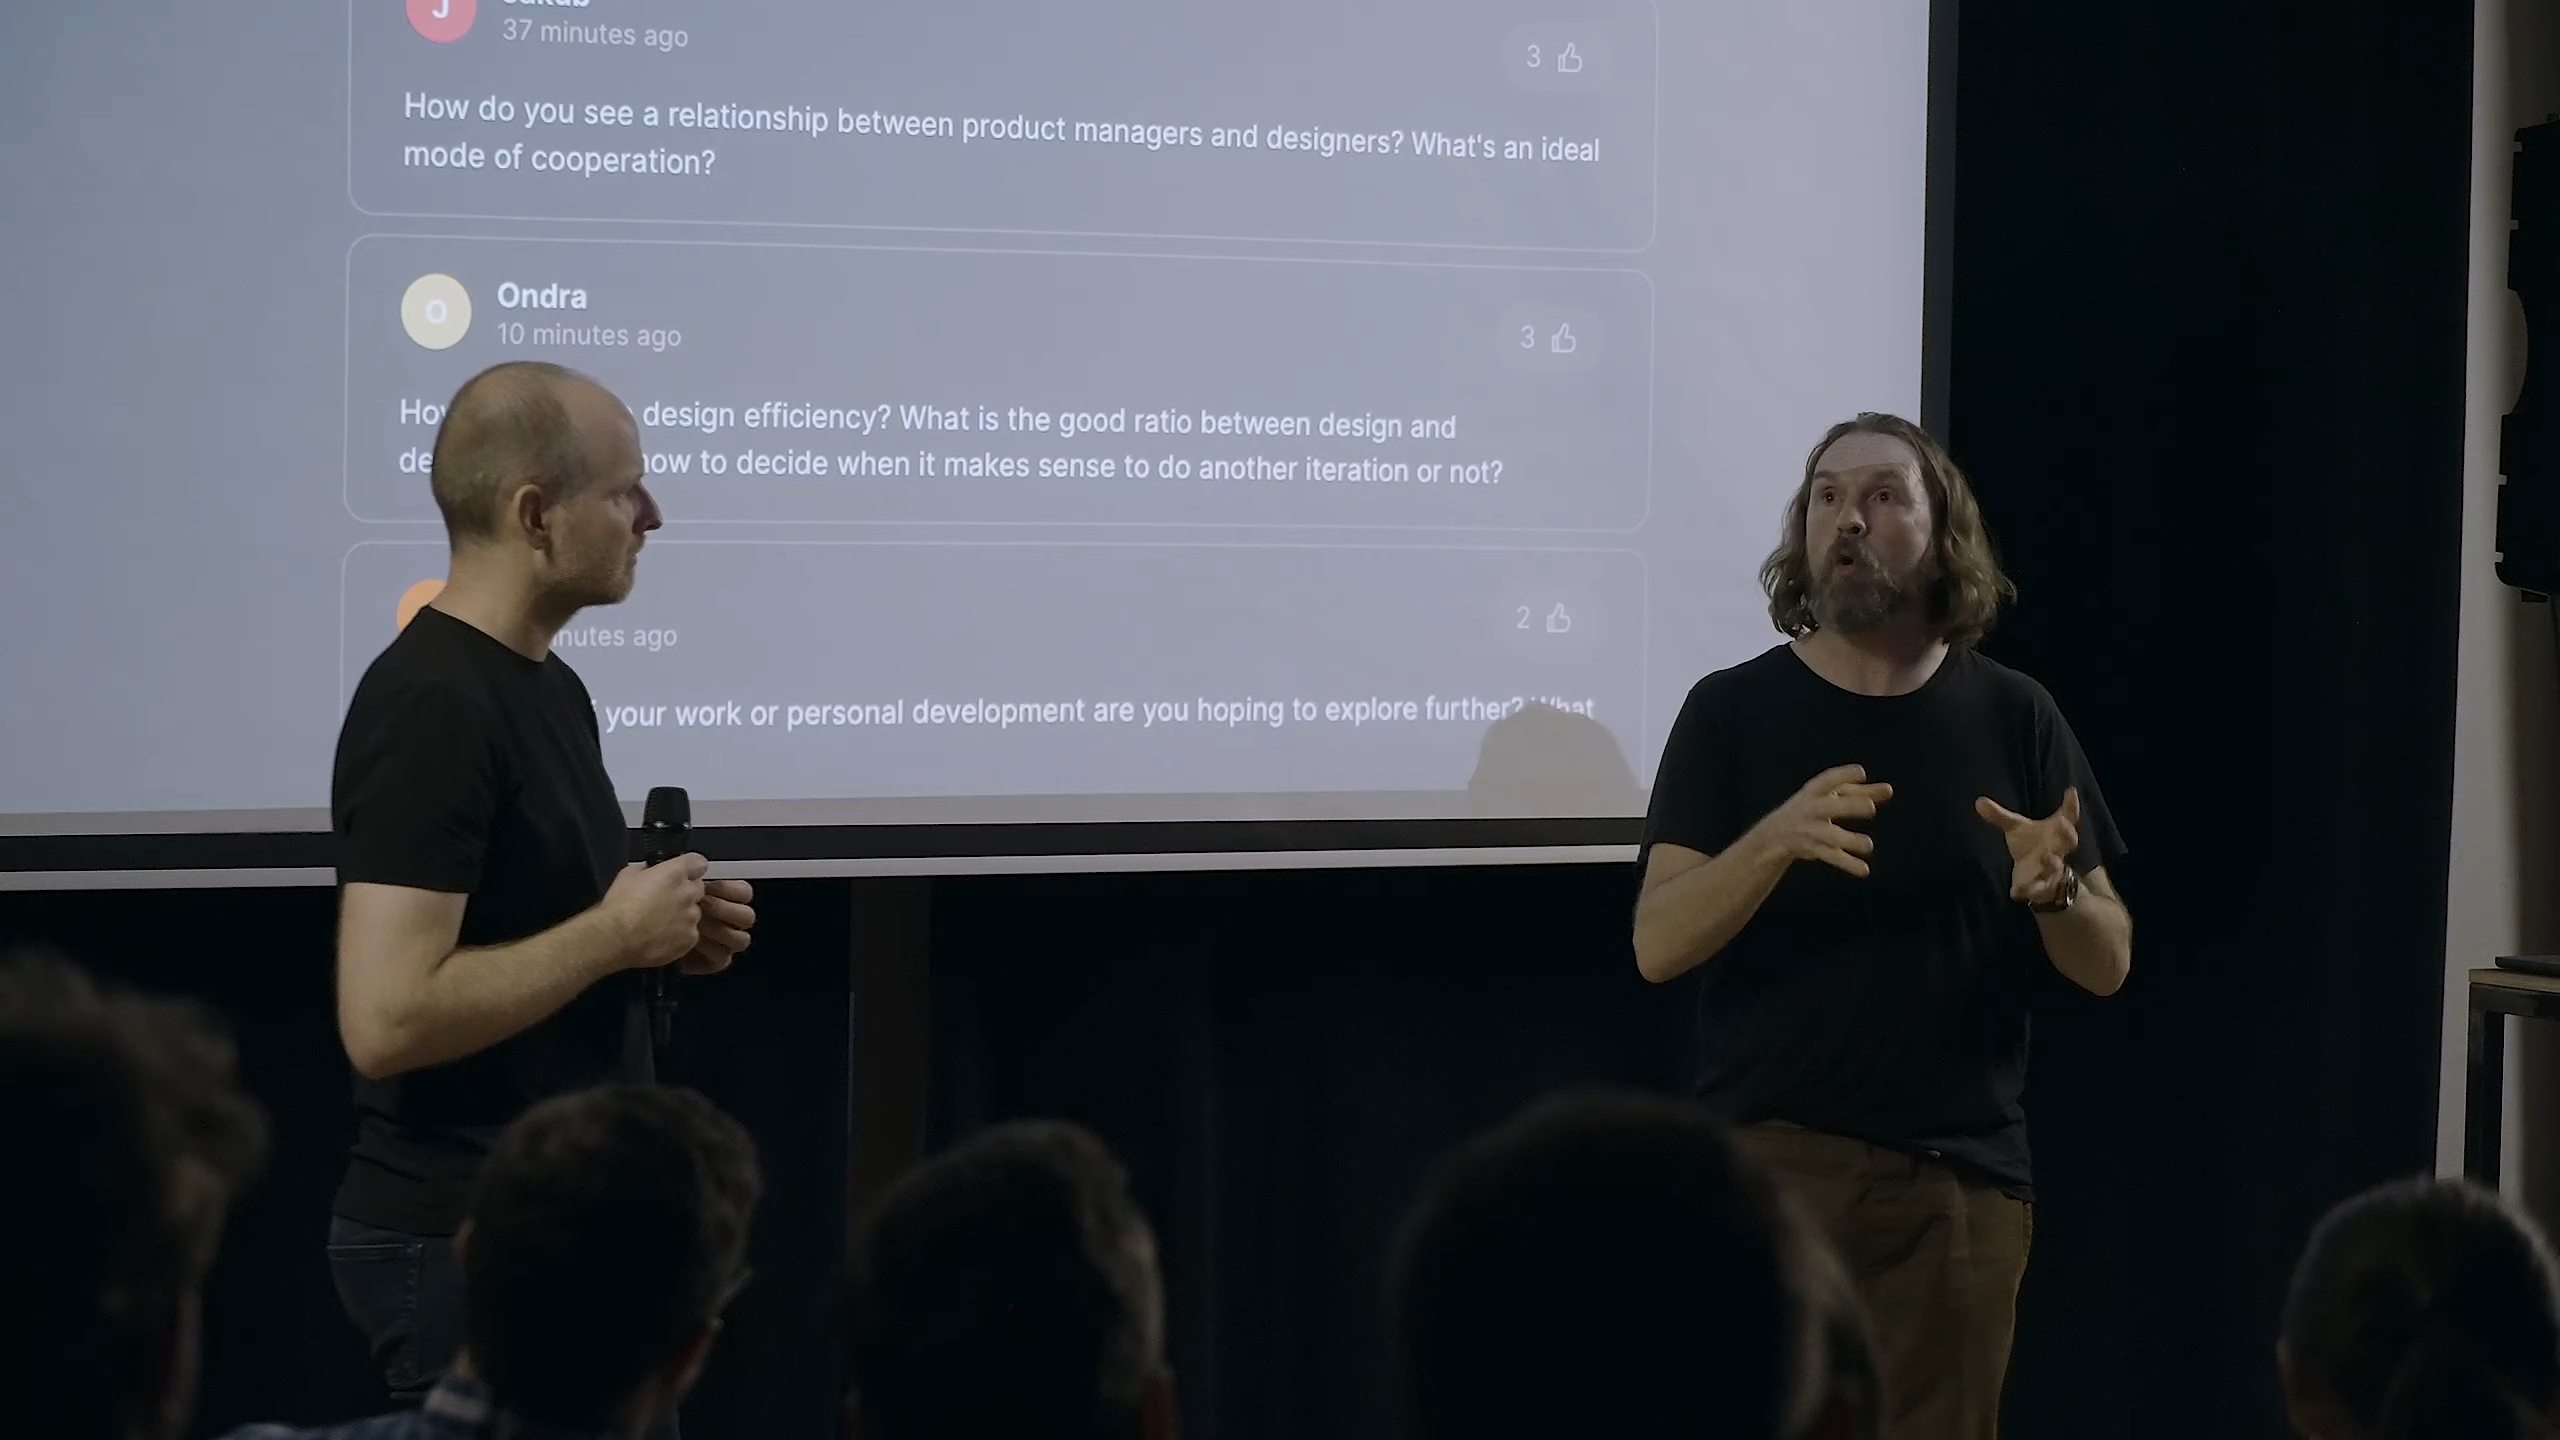 J
37 minutes ago
3
How do you see a relationship between product managers and designers? What's an ideal
mode of cooperation?
O
Ondra
10 minutes ago
3
design efficiency? What is the good ratio between design and
how to decide when it makes sense to do another iteration or not?
ago
2
your work or personal development are you hoping to explore further? What